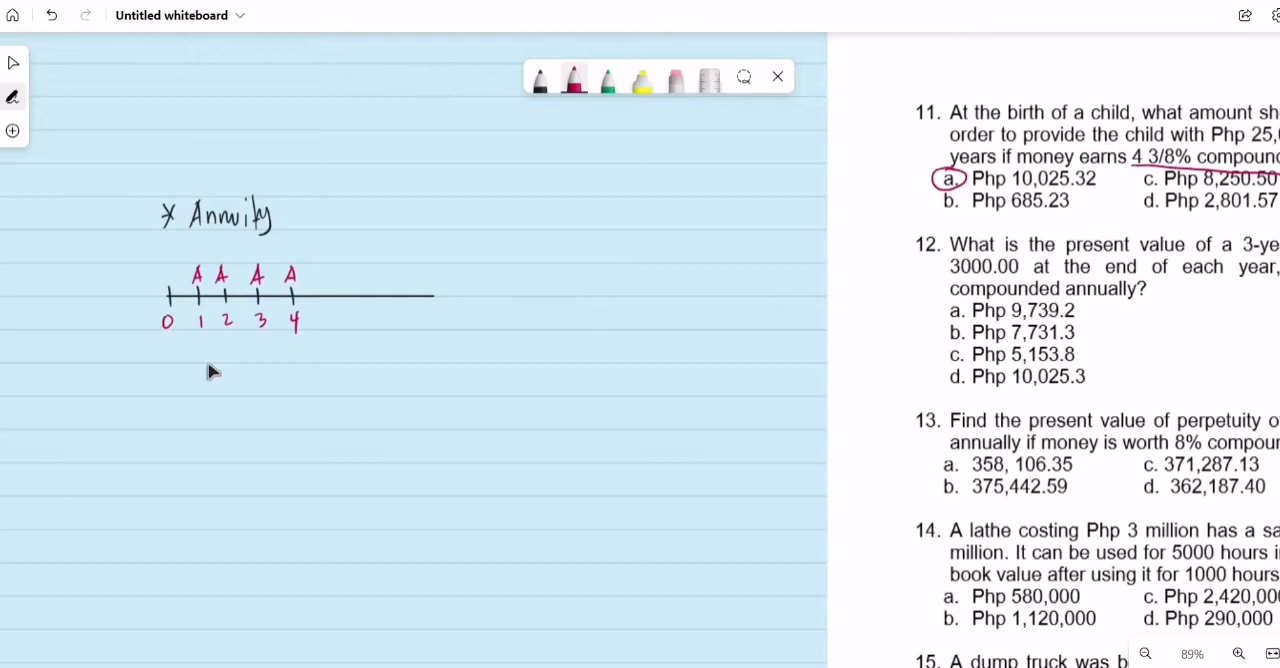 Untitled whiteboard
* Annuity
A A A A
0 1 2 3 4
11. At the birth of a child, what amount sh
order to provide the child with Php 25,
years if money earns 4 3/8% compoun
a. Php 10,025.32 c. Php 8,250.50
b. Php 685.23 d. Php 2,801.57
12. What is the present value of a 3-ye
3000.00 at the end of each year,
compounded annually?
a. Php 9,739.2
b. Php 7,731.3
c. Php 5,153.8
d. Php 10,025.3
13. Find the present value of perpetuity o
annually if money is worth 8% compou
a. 358, 106.35 c. 371,287.13
b. 375,442.59 d. 362,187.40
14. A lathe costing Php 3 million has a sa
million. It can be used for 5000 hours i
book value after using it for 1000 hours
a. Php 580,000 c. Php 2,420,00
b. Php 1,120,000 d. Php 290,000
15. A dump truck was b
89%